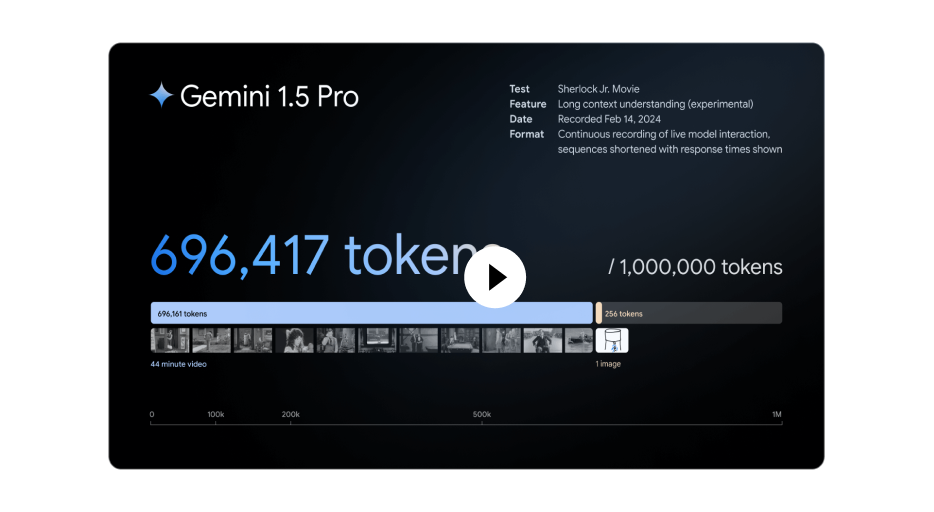 Gemini 1.5 Pro
Test Sherlock Jr. Movie
Feature Long context understanding (experimental)
Date Recorded Feb 14, 2024
Format Continuous recording of live model interaction,
sequences shortened with response times shown
696,417 tokens
/ 1,000,000 tokens
696,161 tokens
256 tokens
44 minute video
1 image
0 100k 200k 500k 1M